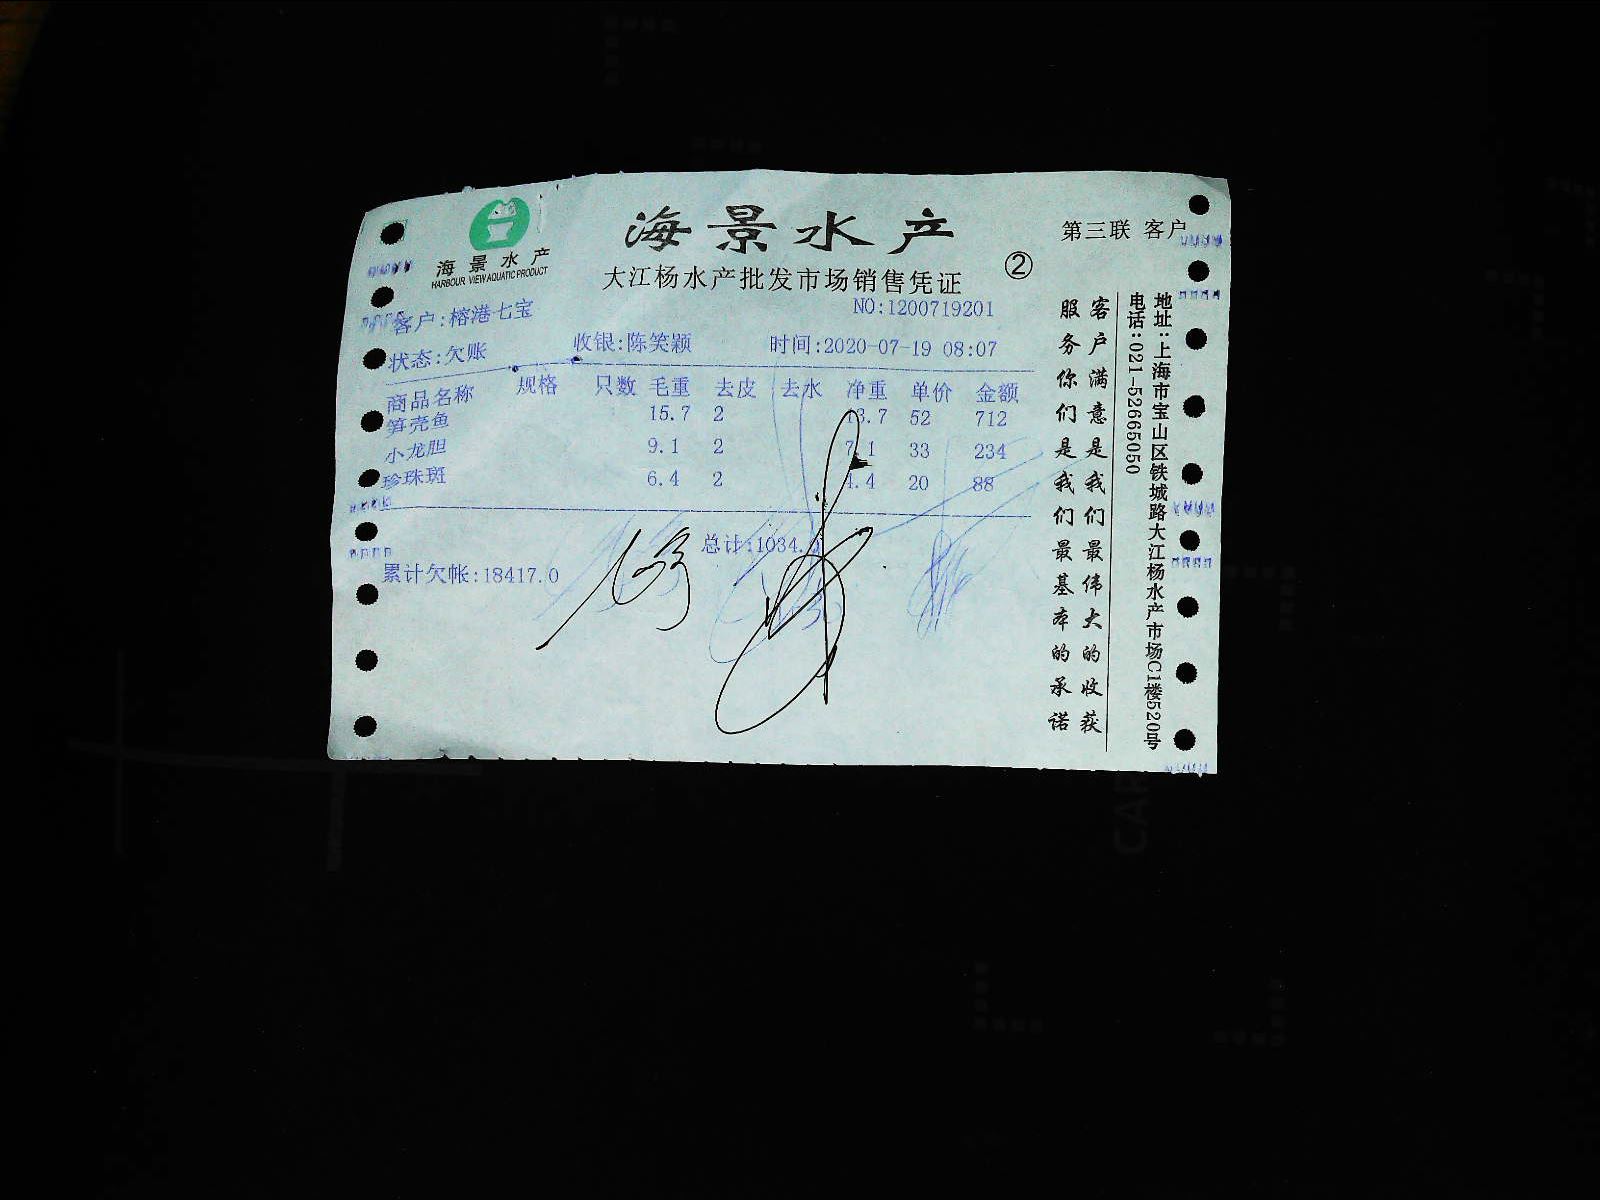 海景水产
HARBOUR VIEW AQUATIC PRODUCT
海景水产
大江杨水产批发市场销售凭证
②
第三联 客户
客户:榕港七宝
NO:1200719201
状态:欠账 收银:陈笑颖 时间:2020-07-19 08:07
商品名称 规格 只数 毛重 去皮 去水 净重 单价 金额
笋壳鱼 15.7 2 13.7 52 712
小龙胆 9.1 2 7.1 33 234
珍珠斑 6.4 2 4.4 20 88
总计:1034.0
累计欠帐:18417.0
客户满意是我们最伟大的收获
服务你们是我们最基本的承诺
地址:上海市宝山区铁城路大江杨水产市场C1楼520号
电话:021-52665050